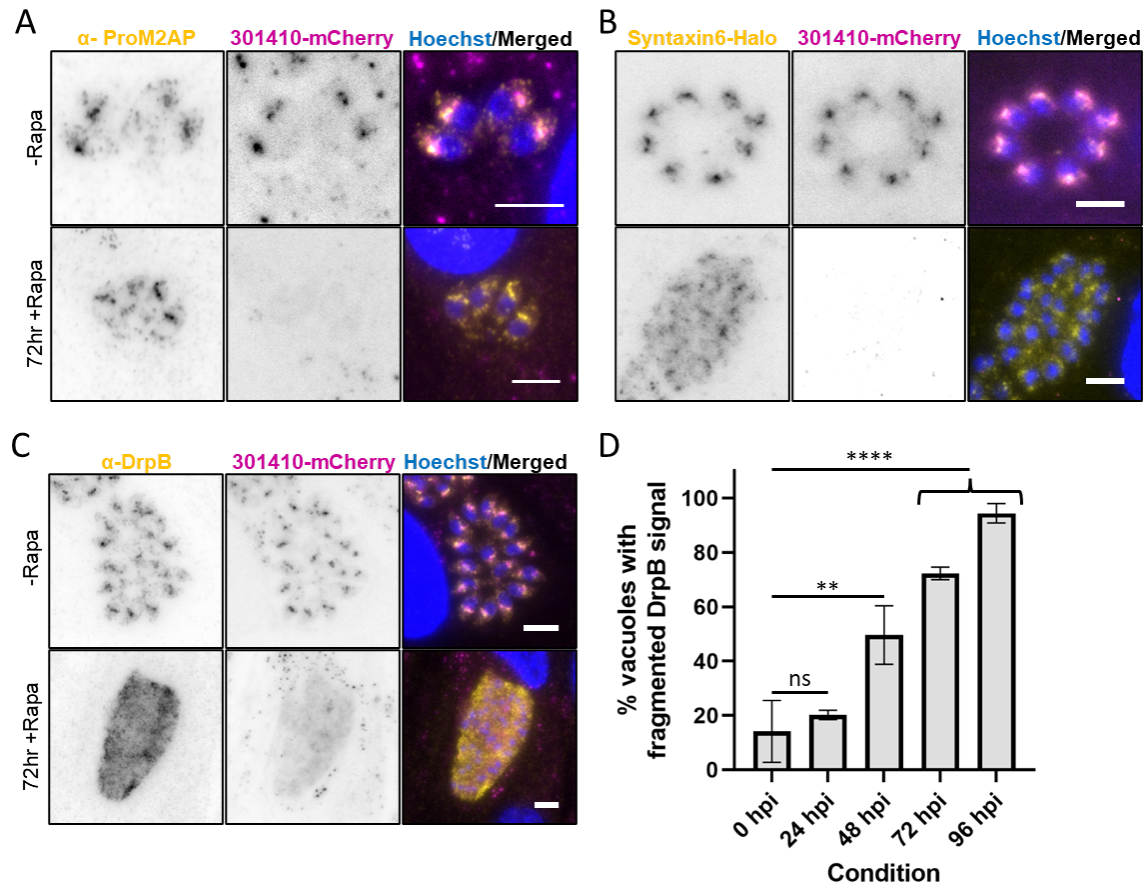 A
α- ProM2AP 301410-mCherry Hoechst/Merged
-Rapa
72hr +Rapa
B
Syntaxin6-Halo 301410-mCherry Hoechst/Merged
C
α-DrpB 301410-mCherry Hoechst/Merged
-Rapa
72hr +Rapa
D
% vacuoles with
fragmented DrpB signal
100
80
60
40
20
0
****
**
ns
0 hpi
24 hpi
48 hpi
72 hpi
96 hpi
Condition